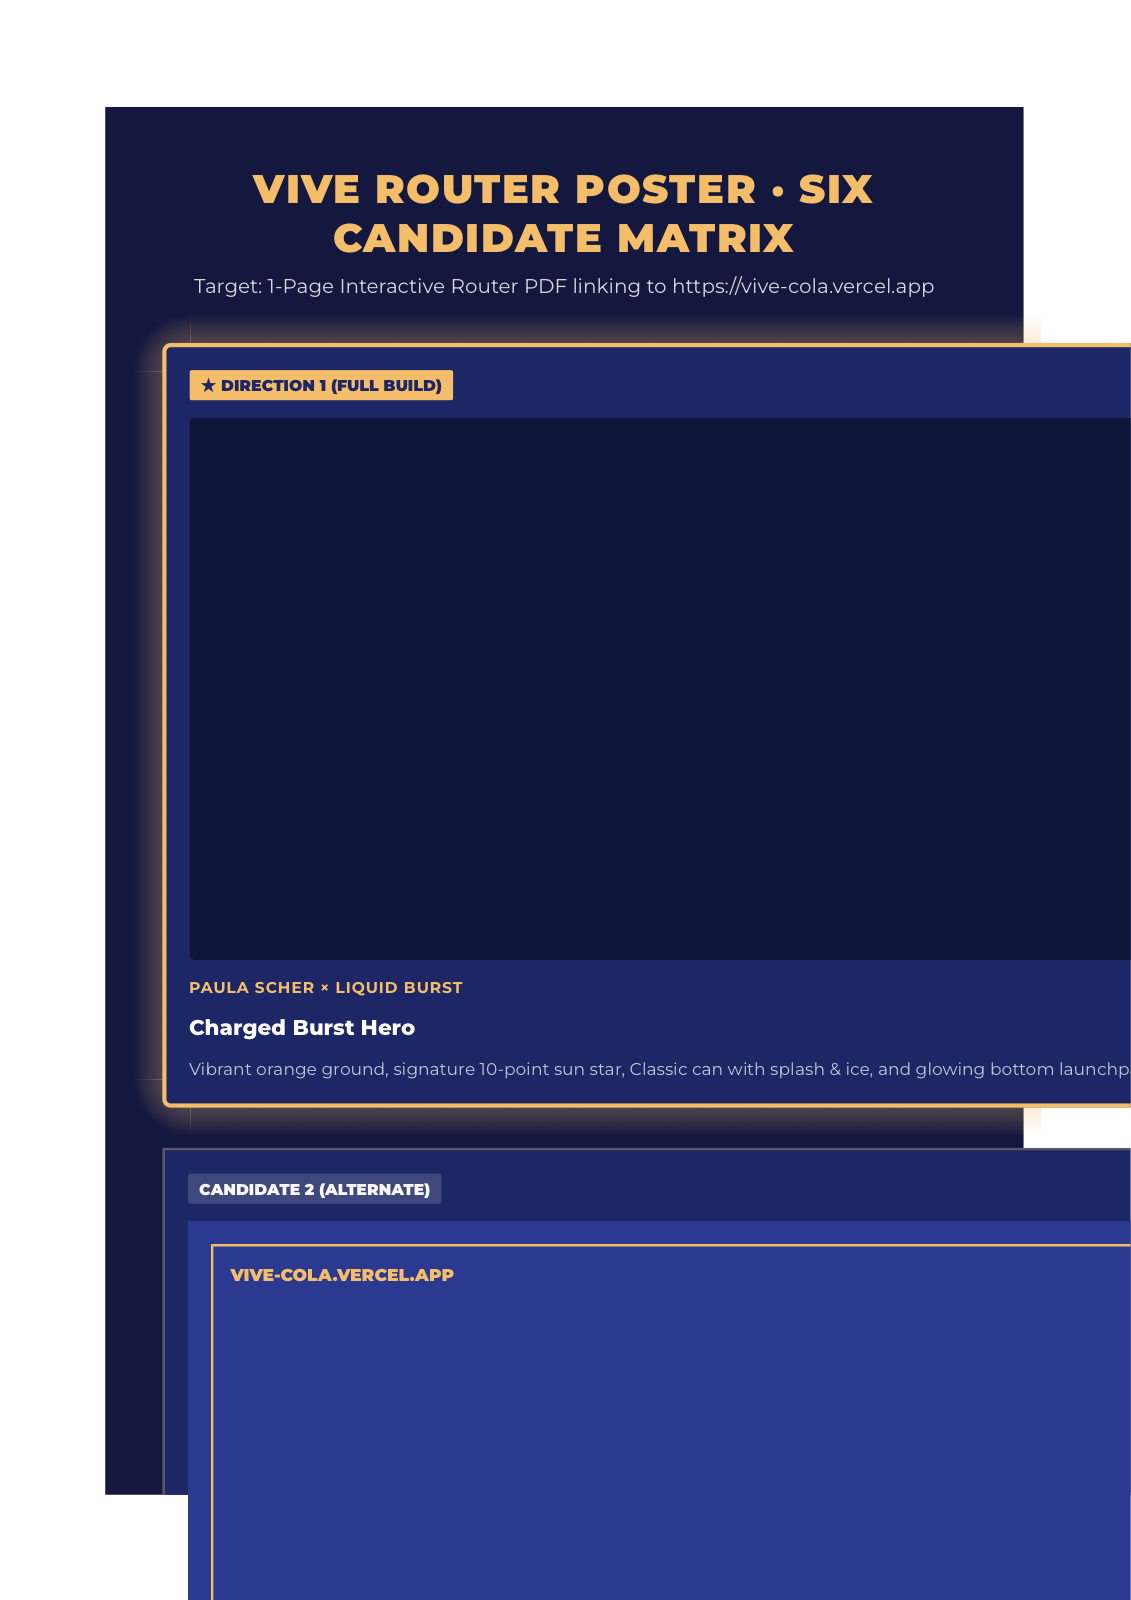 VIVE ROUTER POSTER · SIX
CANDIDATE MATRIX
Target: 1-Page Interactive Router PDF linking to https://vive-cola.vercel.app
★ DIRECTION 1 (FULL BUILD)
PAULA SCHER × LIQUID BURST
Charged Burst Hero
Vibrant orange ground, signature 10-point sun star, Classic can with splash & ice, and glowing bottom
CANDIDATE 2 (ALTERNATE)
VIVE-COLA.VERCEL.APP